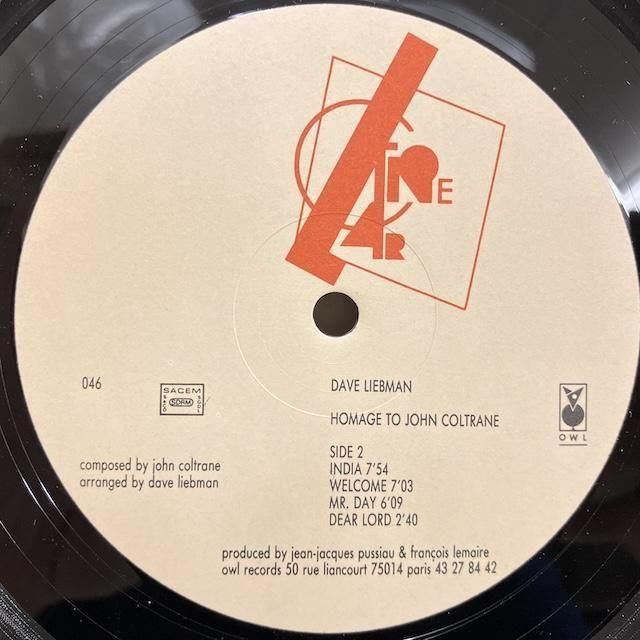 DAVE LIEBMAN
HOMAGE TO JOHN COLTRANE
SIDE 2
INDIA 7'54
WELCOME 7'03
MR. DAY 6'09
DEAR LORD 2'40
046
SACEM
SDRM
OWL
composed by john coltrane
arranged by dave liebman
produced by jean-jacques pussiau & françois lemaire
owl records 50 rue liancourt 75014 paris 43 27 84 42